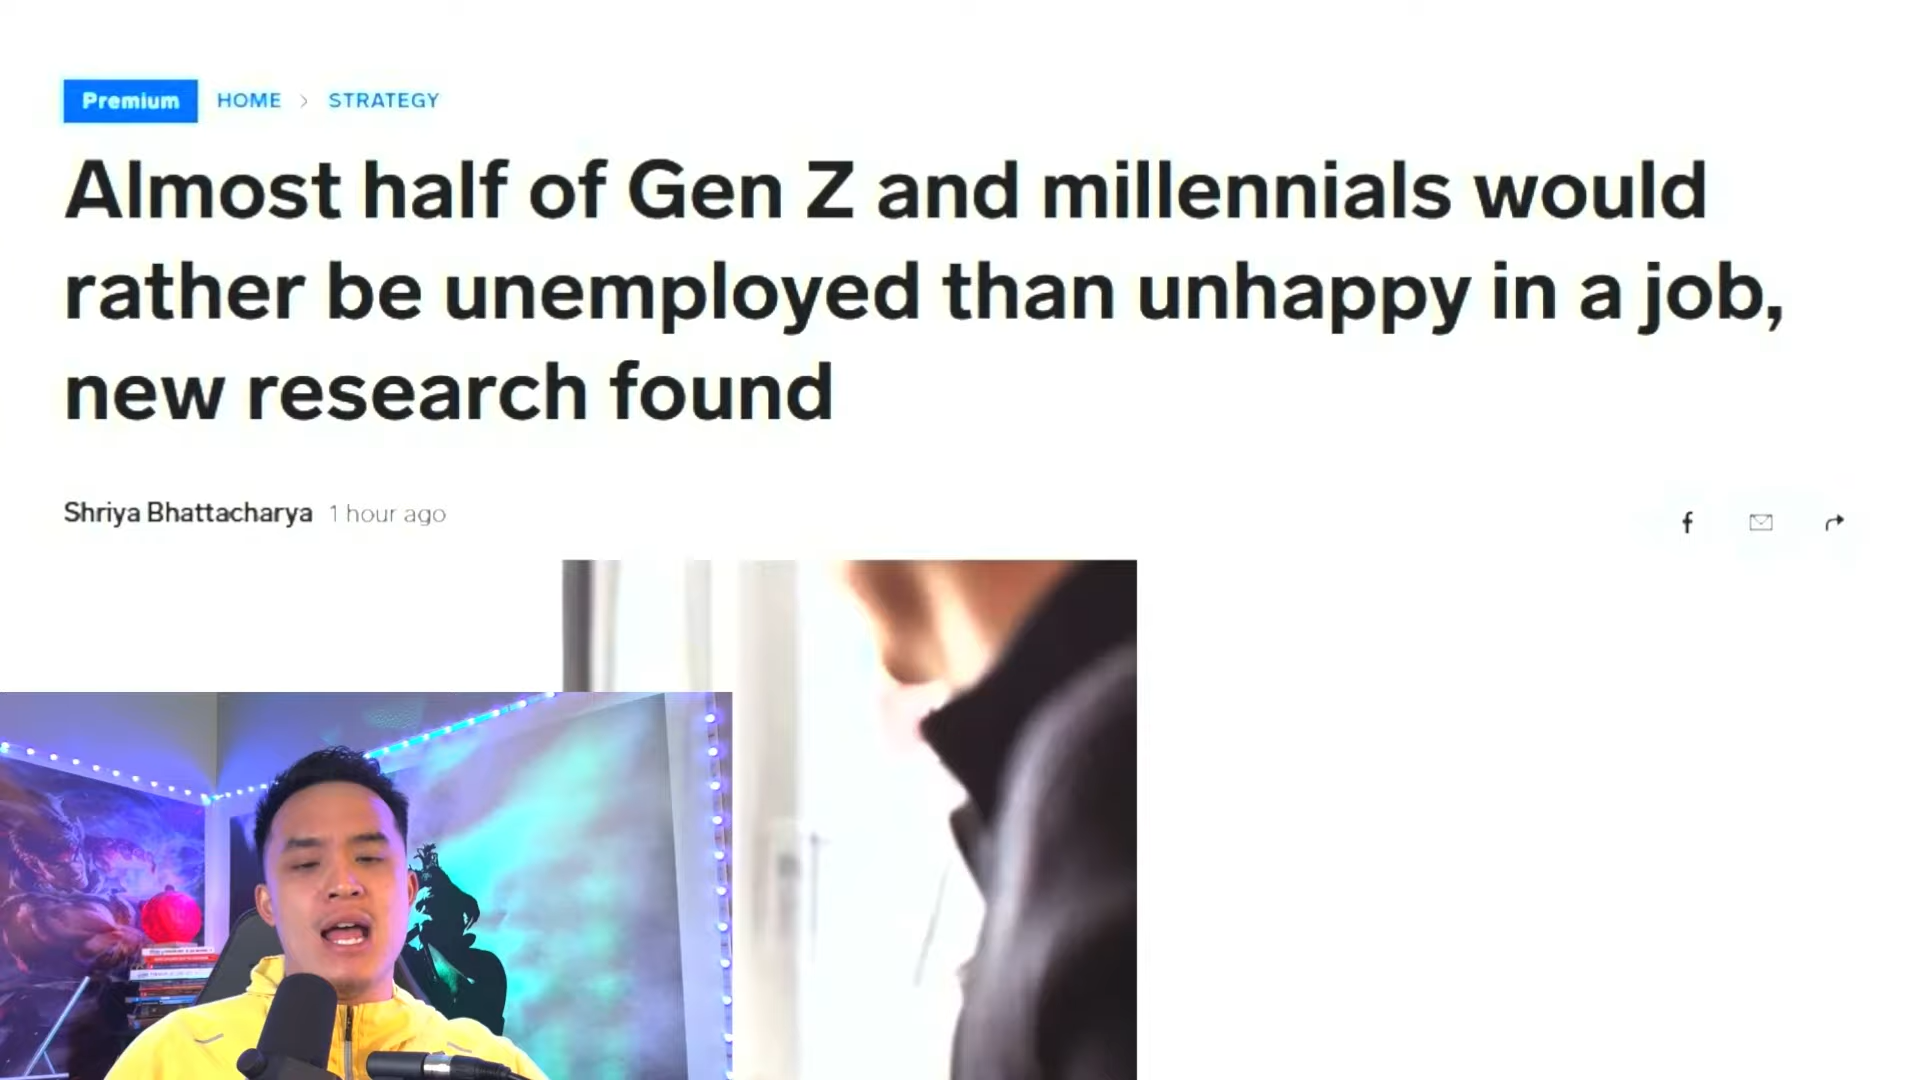 Premium HOME > STRATEGY
Almost half of Gen Z and millennials would
rather be unemployed than unhappy in a job,
new research found
Shriya Bhattacharya 1 hour ago